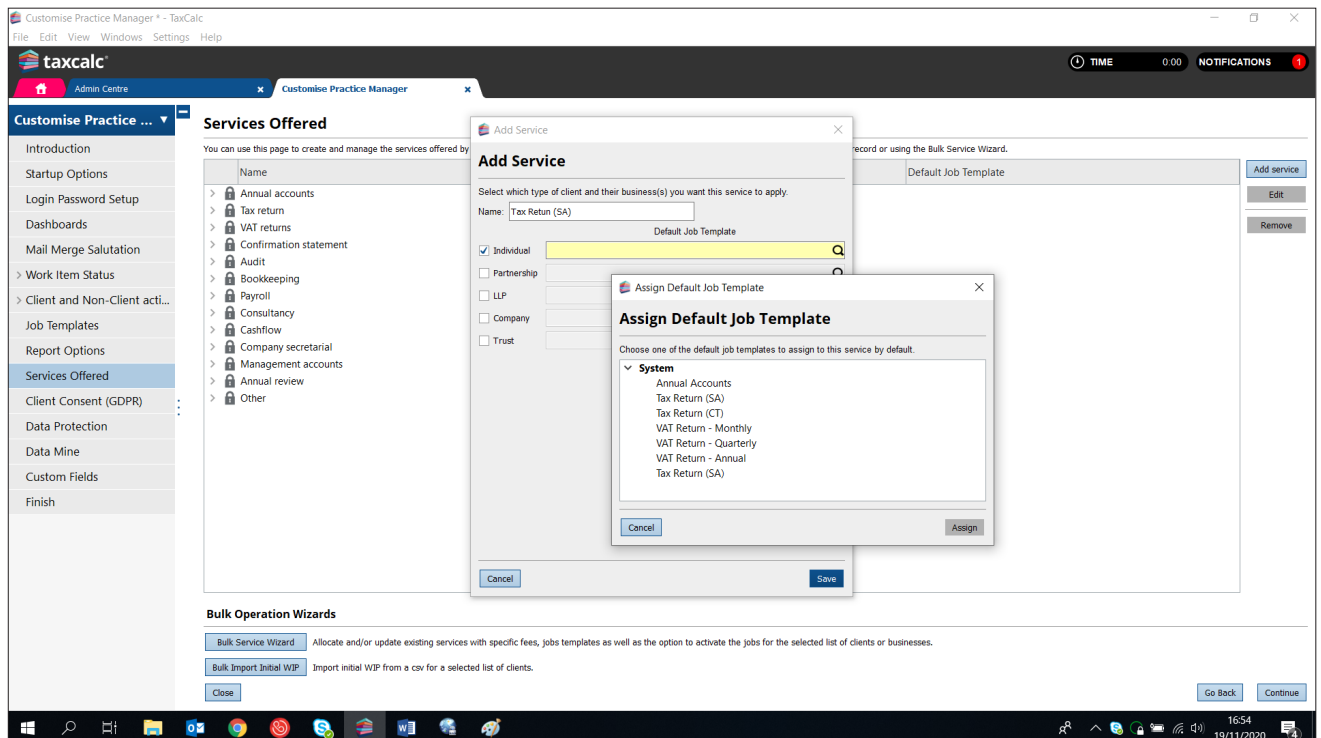 Customise Practice Manager * - TaxCalc
File Edit View Windows Settings Help
taxcalc
TIME 0:00 NOTIFICATIONS 1
Admin Centre x Customise Practice Manager x
Customise Practice ...
Introduction
Startup Options
Login Password Setup
Dashboards
Mail Merge Salutation
Work Item Status
Client and Non-Client acti...
Job Templates
Report Options
Services Offered
Client Consent (GDPR)
Data Protection
Data Mine
Custom Fields
Finish
Services Offered
You can use this page to create and manage the services offered by
record or using the Bulk Service Wizard.
Name
Default Job Template
Annual accounts
Tax return
VAT returns
Confirmation statement
Audit
Bookkeeping
Payroll
Consultancy
Cashflow
Company secretarial
Management accounts
Annual review
Other
Add service
Edit
Remove
Add Service
Add Service
Select which type of client and their business(s) you want this service to apply.
Name: Tax Retun (SA)
Default Job Template
Individual
Partnership
LLP
Company
Trust
Cancel
Save
Assign Default Job Template
Assign Default Job Template
Choose one of the default job templates to assign to this service by default.
System
Annual Accounts
Tax Return (SA)
Tax Return (CT)
VAT Return - Monthly
VAT Return - Quarterly
VAT Return - Annual
Tax Return (SA)
Cancel
Assign
Bulk Operation Wizards
Bulk Service Wizard Allocate and/or update existing services with specific fees, jobs templates as well as the option to activate the jobs for the selected list of clients or businesses.
Bulk Import Initial WIP Import initial WIP from a csv for a selected list of clients.
Close
Go Back
Continue
16:54
19/11/2020
4